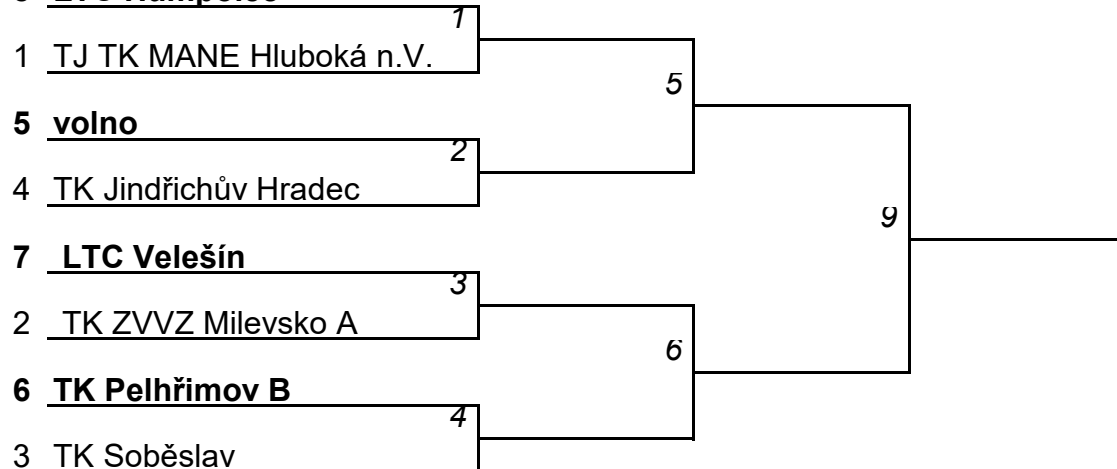 1
1 TJ TK MANE Hluboká n.V.
5
5 volno
2
4 TK Jindřichův Hradec
9
7 LTC Velešín
3
2 TK ZVVZ Milevsko A
6
6 TK Pelhřimov B
4
3 TK Soběslav